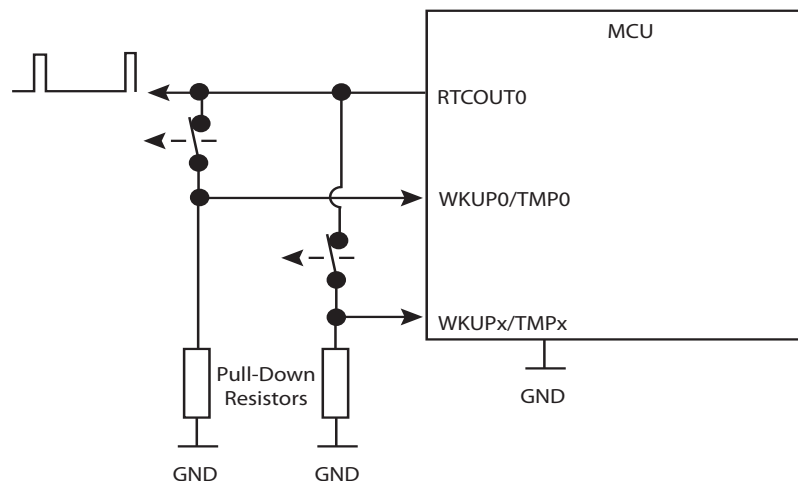 MCU
RTCOUT0
WKUP0/TMP0
WKUPx/TMPx
Pull-Down
Resistors
GND
GND
GND